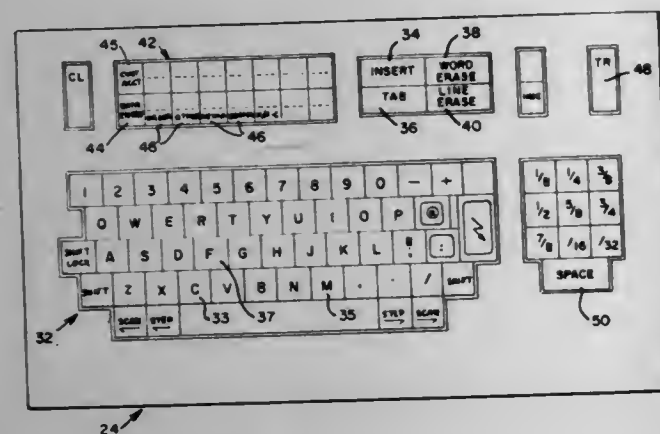 34 38
45 42
CL INSERT WORD ERASE TR
48
TAB LINE ERASE
36 40
44 46 46
1 2 3 4 5 6 7 8 9 0 - +
1/8 1/4 3/8
Q W E R T Y U I O P @
1/2 5/8 3/4
SHIFT LOCK A S D F G H J K L :
7/8 /16 /32
SHIFT Z X C V B N M . . / SHIFT
SPACE
SCAN STEP 33 37 35 STEP SCAN
32
50
24